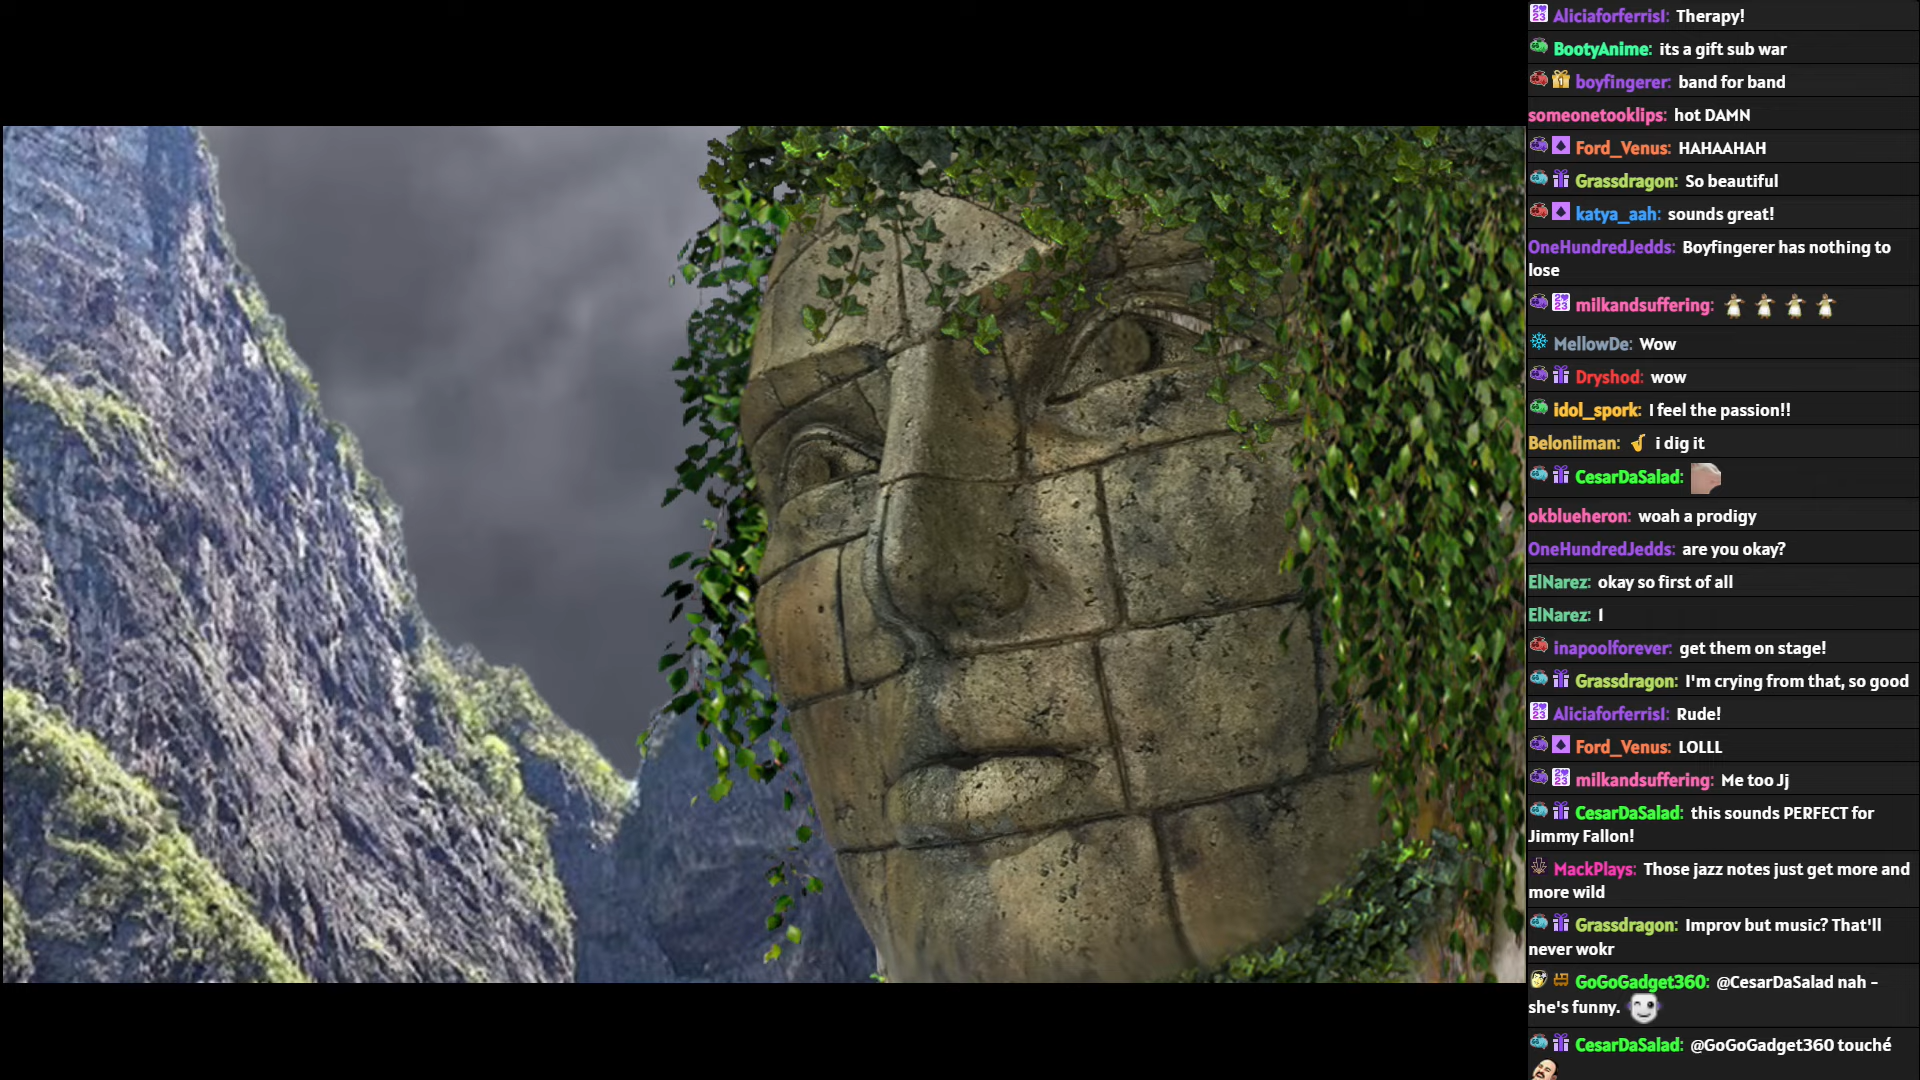 Aliciaforferris1: Therapy!
BootyAnime: its a gift sub war
boyfingerer: band for band
someonetooklips: hot DAMN
Ford_Venus: HAHAAHAH
Grassdragon: So beautiful
katya_aah: sounds great!
OneHundredJedds: Boyfingerer has nothing to
lose
milkandsuffering:
MellowDe: Wow
Dryshod: wow
idol_spork: I feel the passion!!
Beloniiman: i dig it
CesarDaSalad:
okblueheron: woah a prodigy
OneHundredJedds: are you okay?
ElNarez: okay so first of all
ElNarez: I
inapoolforever: get them on stage!
Grassdragon: I'm crying from that, so good
Aliciaforferris1: Rude!
Ford_Venus: LOLLL
milkandsuffering: Me too Jj
CesarDaSalad: this sounds PERFECT for
Jimmy Fallon!
MackPlays: Those jazz notes just get more and
more wild
Grassdragon: Improv but music? That'll
never wokr
GoGoGadget360: @CesarDaSalad nah -
she's funny.
CesarDaSalad: @GoGoGadget360 touché